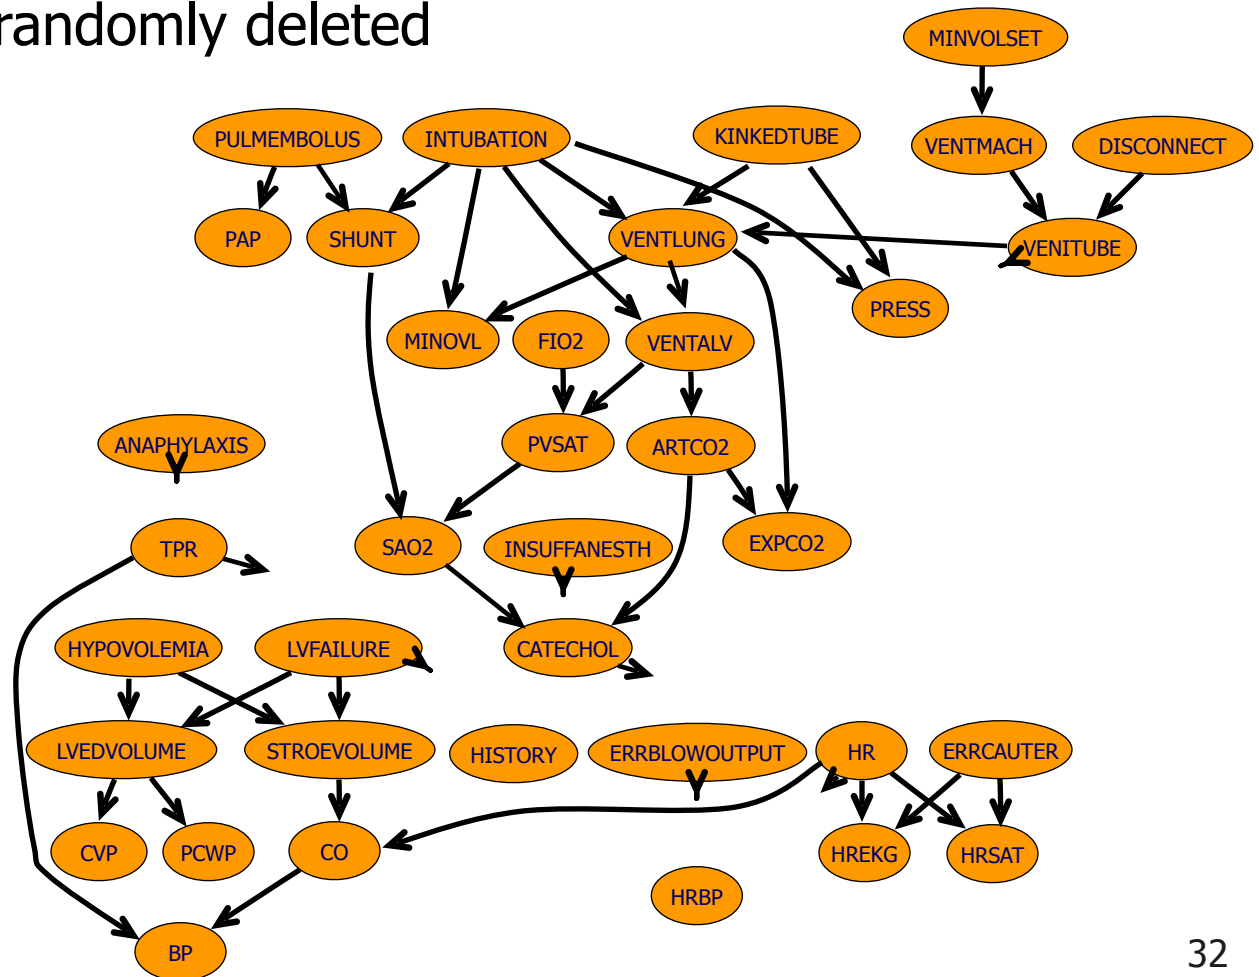 randomly deleted
MINVOLSET
PULMEMBOLUS
INTUBATION
KINKEDTUBE
VENTMACH
DISCONNECT
PAP
SHUNT
VENTLUNG
VENITUBE
PRESS
MINOVL
FIO2
VENTALV
ANAPHYLAXIS
PVSAT
ARTCO2
TPR
SAO2
INSUFFANESTH
EXPCO2
HYPOVOLEMIA
LVFAILURE
CATECHOL
LVEDVOLUME
STROEVOLUME
HISTORY
ERRBLOWOUTPUT
HR
ERRCAUTER
CVP
PCWP
CO
HREKG
HRSAT
HRBP
BP
32